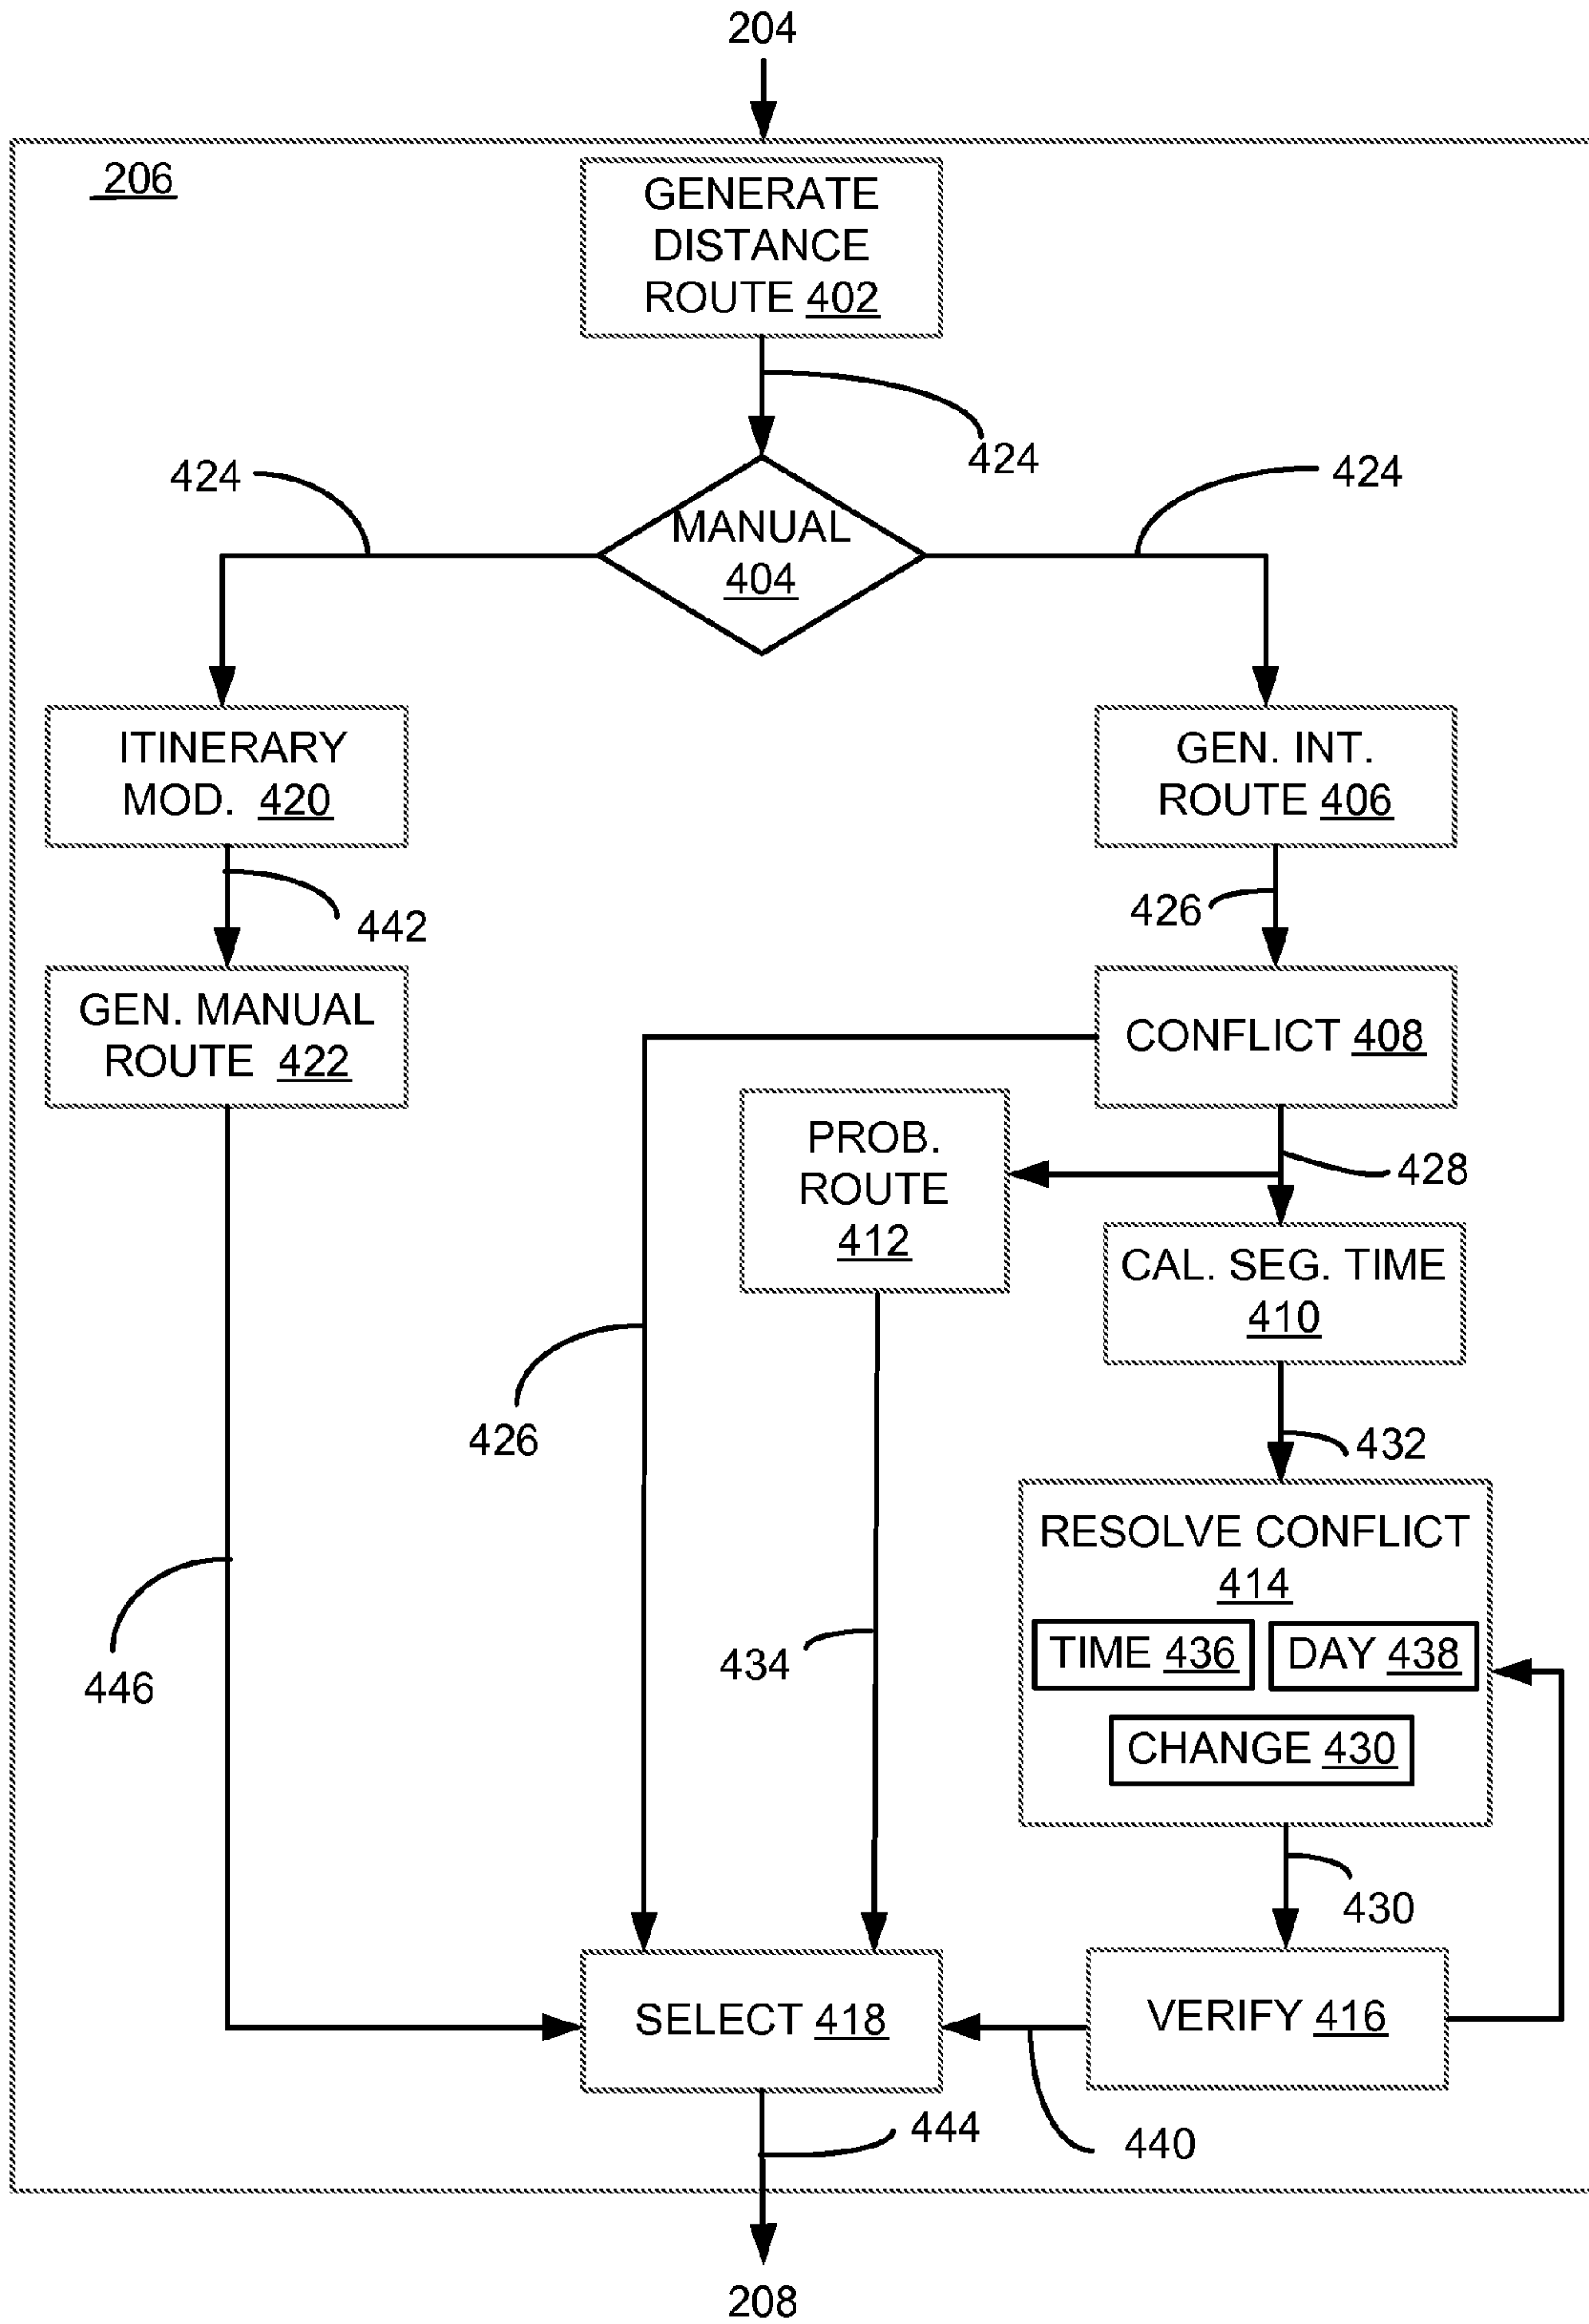 204
206
GENERATE
DISTANCE
ROUTE 402
424
424
424
MANUAL
404
ITINERARY
MOD. 420
GEN. INT.
ROUTE 406
442
426
GEN. MANUAL
ROUTE 422
CONFLICT 408
PROB.
ROUTE
412
428
CAL. SEG. TIME
410
426
432
RESOLVE CONFLICT
414
TIME 436
DAY 438
CHANGE 430
446
434
430
SELECT 418
VERIFY 416
444
440
208